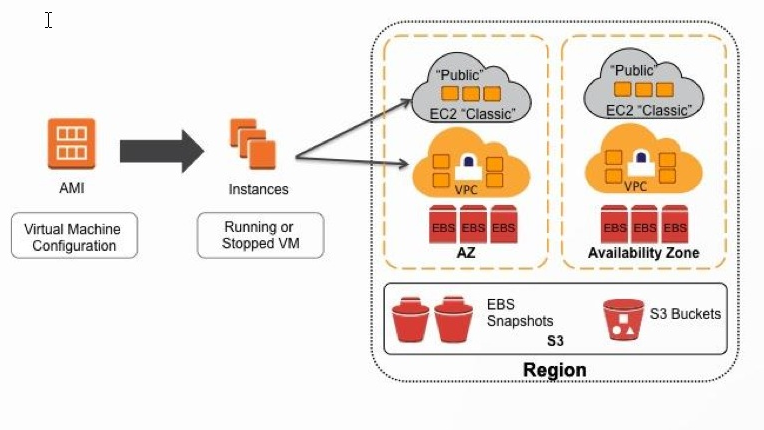 AMI
Virtual Machine
Configuration
Instances
Running or
Stopped VM
"Public"
EC2 "Classic"
VPC
EBS EBS EBS
AZ
"Public"
EC2 "Classic"
VPC
EBS EBS EBS
Availability Zone
EBS
Snapshots
S3
S3 Buckets
Region